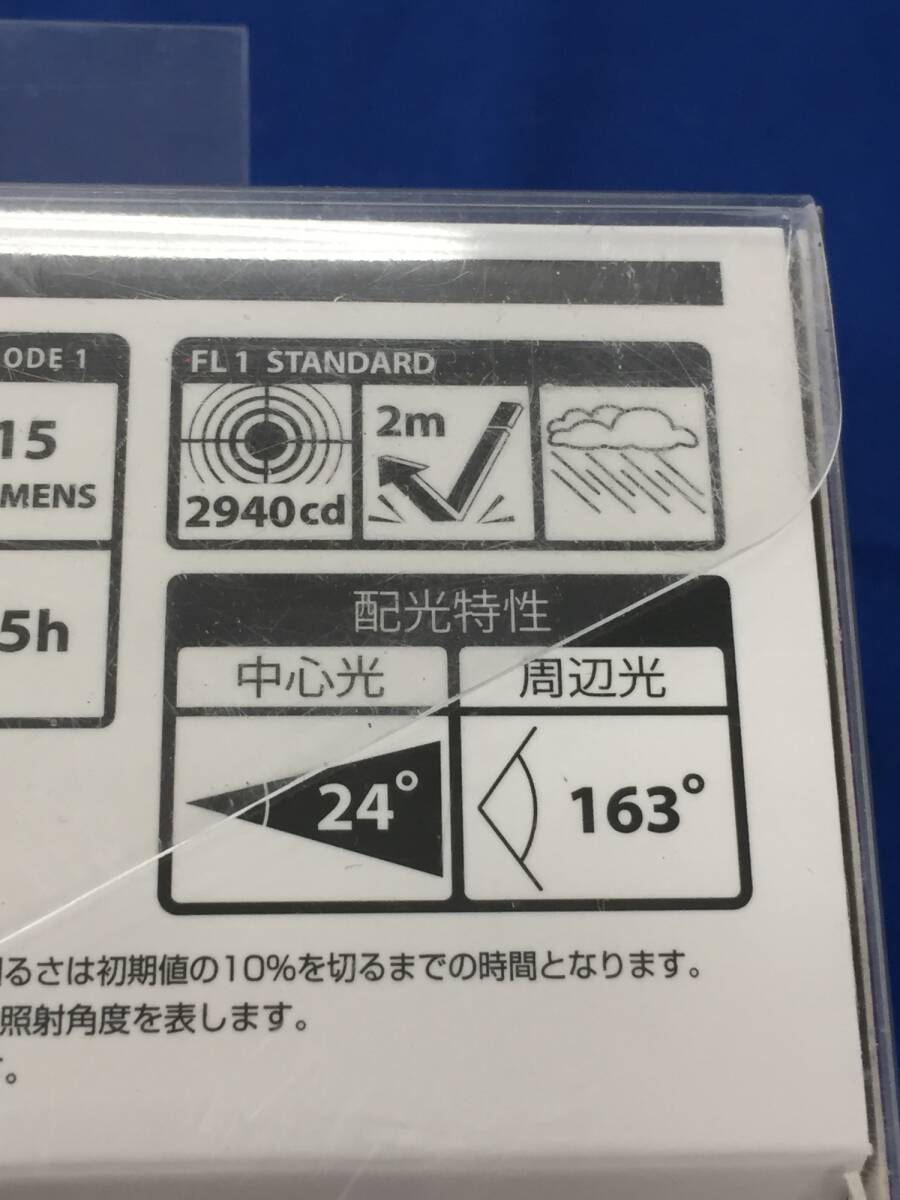 ODE 1
15
MENS
5h
FL 1 STANDARD
2940cd
2m
配光特性
中心光
周辺光
24°
163°
るさは初期値の10%を切るまでの時間となります。
照射角度を表します。
す。